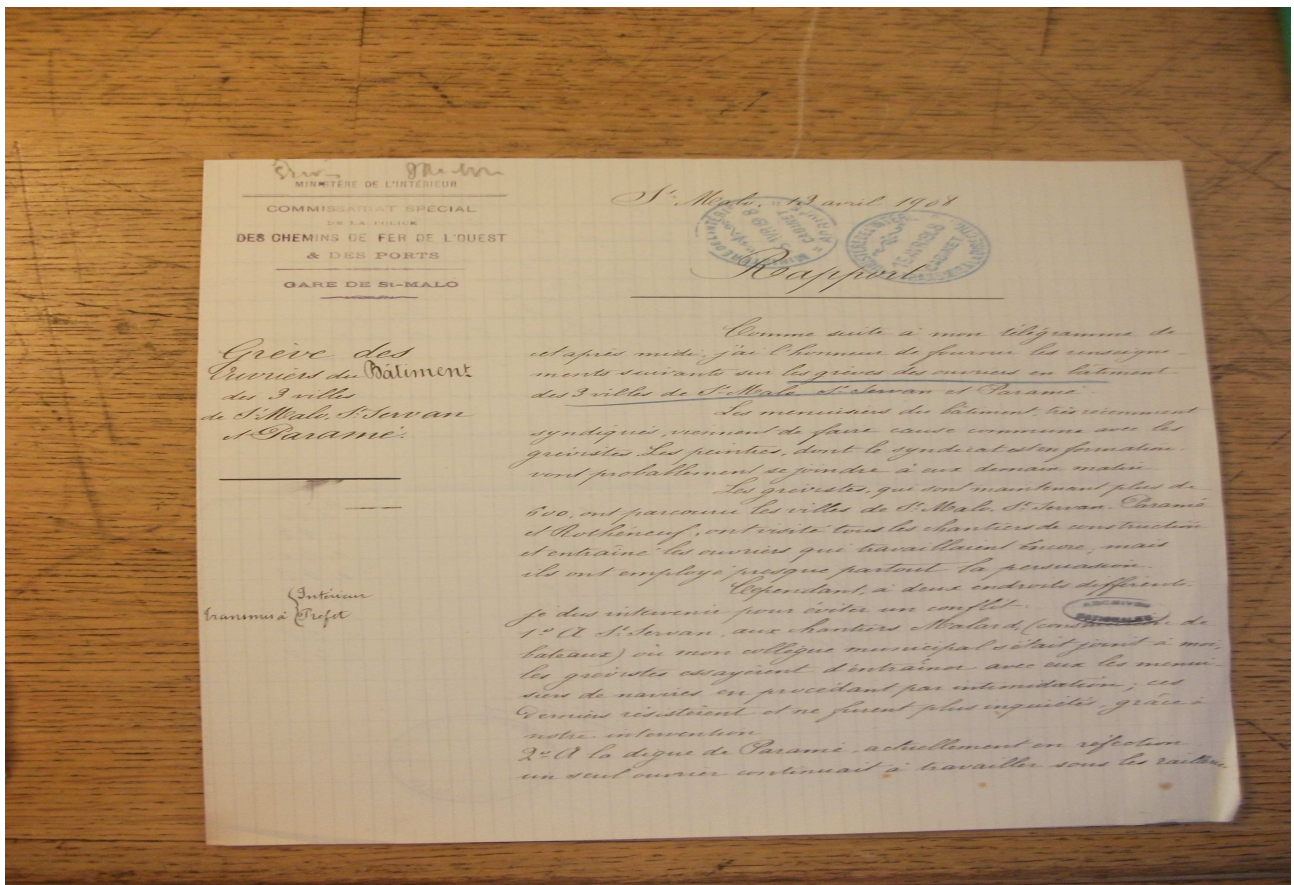 MINISTÈRE DE L'INTÉRIEUR
COMMISSARIAT SPÉCIAL
DE LA POLICE
DES CHEMINS DE FER DE L'OUEST
& DES PORTS
GARE DE St-MALO
Grève des
Ouvriers du Bâtiment
des 3 villes
de St Malo, St Servan
et Paramé.
Transmis à { Intérieur
Préfet
St Malo, 13 avril 1908
Rapport
Comme suite à mon télégramme de
cet après midi, j'ai l'honneur de fournir les renseigne-
ments suivants sur les grèves des ouvriers en bâtiment
des 3 villes de St Malo, St Servan et Paramé.
Les menuisiers du bâtiment, très récemment
syndiqués, viennent de faire cause commune avec les
grévistes. Les peintres, dont le syndicat est en formation
vont probablement se joindre à eux demain matin.
Les grévistes, qui sont maintenant plus de
600, ont parcouru les villes de St Malo, St Servan, Paramé
et Rothéneuf, ont visité tous les chantiers de construction
et entraîné les ouvriers qui travaillaient encore, mais
ils ont employé presque partout la persuasion.
Cependant, à deux endroits différents
je dus intervenir pour éviter un conflit.
ARCHIVES
NATIONALES
1º A St Servan, aux chantiers Malard, (constructeur de
bateaux) où mon collègue municipal s'était joint à moi,
les grévistes essayèrent d'entraîner avec eux les menui-
siers de navires en procédant par intimidation; ces
derniers résistèrent et ne furent plus inquiétés, grâce à
notre intervention
2º A la digue de Paramé, actuellement en réfection
un seul ouvrier continuait à travailler sous les railleries